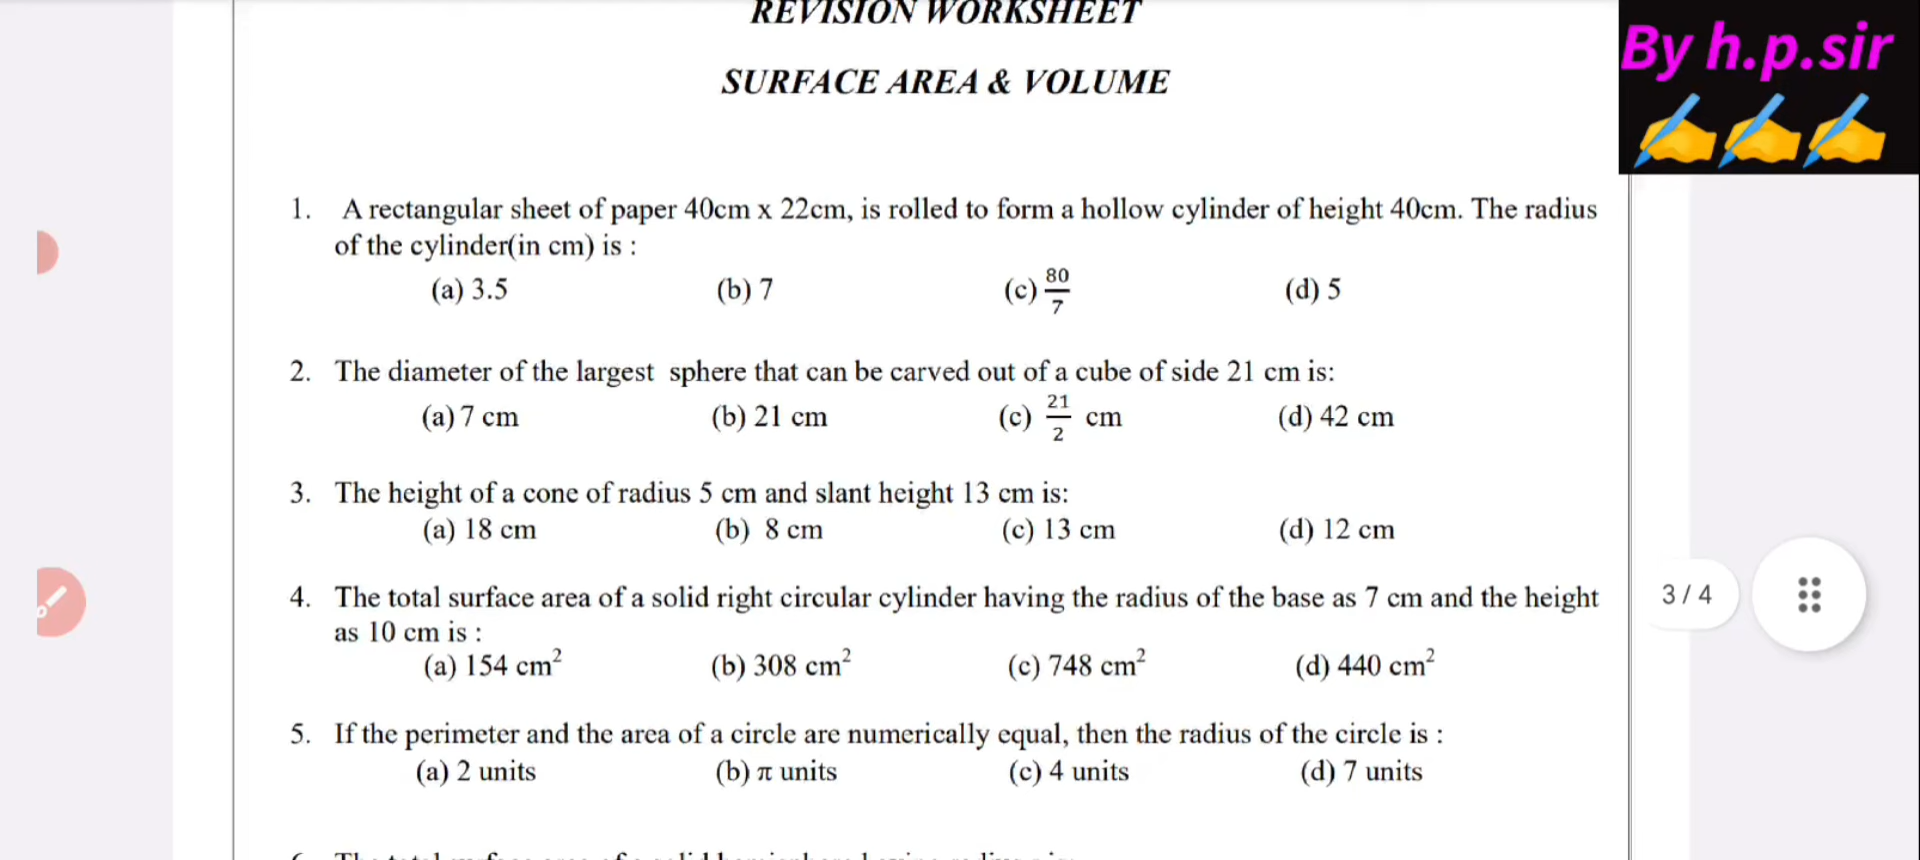 REVISION WORKSHEET
SURFACE AREA & VOLUME
By h.p.sir
1. A rectangular sheet of paper 40cm x 22cm, is rolled to form a hollow cylinder of height 40cm. The radius
of the cylinder(in cm) is :
(a) 3.5 (b) 7 (c) 80/7 (d) 5
2. The diameter of the largest sphere that can be carved out of a cube of side 21 cm is:
(a) 7 cm (b) 21 cm (c) 21/2 cm (d) 42 cm
3. The height of a cone of radius 5 cm and slant height 13 cm is:
(a) 18 cm (b) 8 cm (c) 13 cm (d) 12 cm
4. The total surface area of a solid right circular cylinder having the radius of the base as 7 cm and the height
as 10 cm is :
(a) 154 cm² (b) 308 cm² (c) 748 cm² (d) 440 cm²
3 / 4
5. If the perimeter and the area of a circle are numerically equal, then the radius of the circle is :
(a) 2 units (b) π units (c) 4 units (d) 7 units